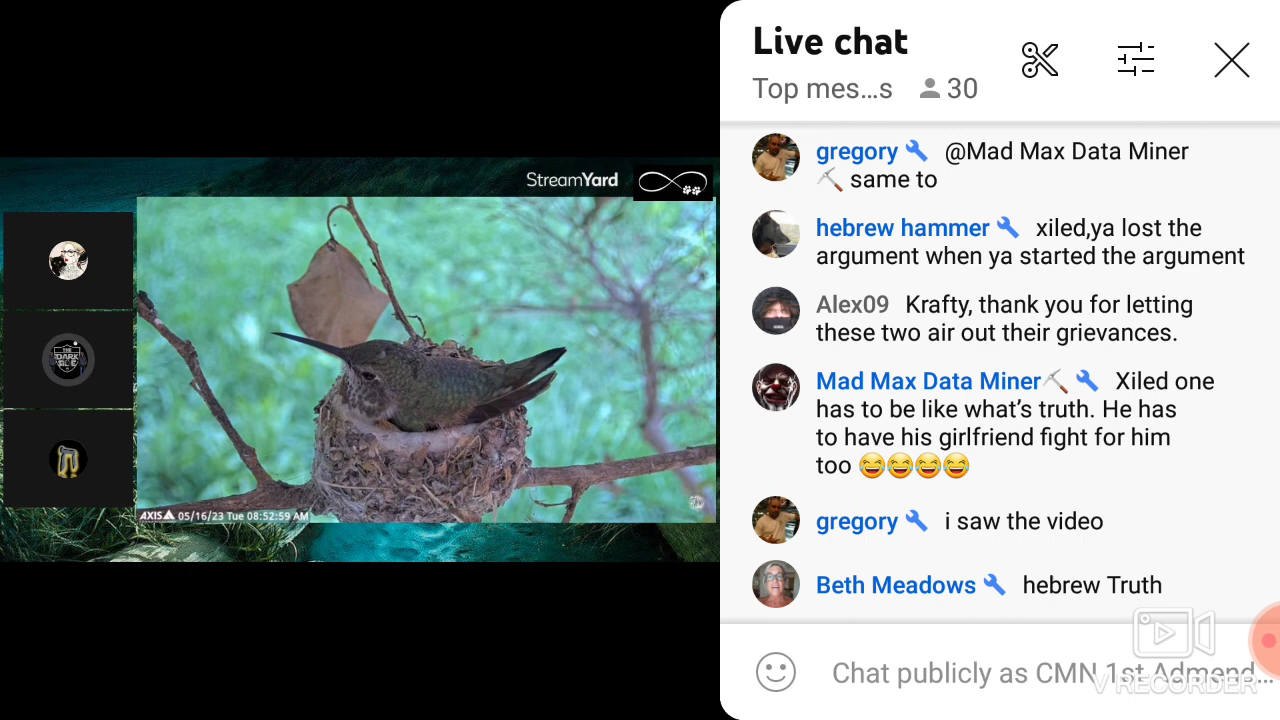 Live chat
Top mes...s 30
StreamYard
gregory @Mad Max Data Miner
same to
hebrew hammer xiled,ya lost the
argument when ya started the argument
Alex09 Krafty, thank you for letting
these two air out their grievances.
Mad Max Data Miner Xiled one
has to be like what's truth. He has
to have his girlfriend fight for him
too 😂😂😂😂
gregory i saw the video
Beth Meadows hebrew Truth
THE
DARK
SIDE
AXIS 05/16/23 Tue 08:52:59 AM
Chat publicly as CMN 1st Admend...
V RECORDER